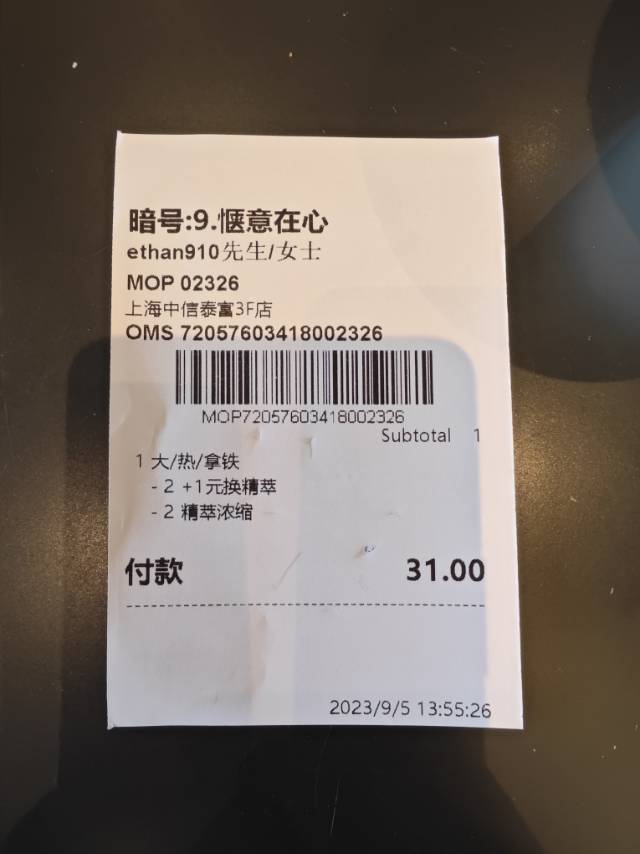 暗号:9.惬意在心
ethan910先生/女士
MOP 02326
上海中信泰富3F店
OMS 72057603418002326
MOP72057603418002326
Subtotal 1
1 大/热/拿铁
- 2 +1元换精萃
- 2 精萃浓缩
付款 31.00
2023/9/5 13:55:26